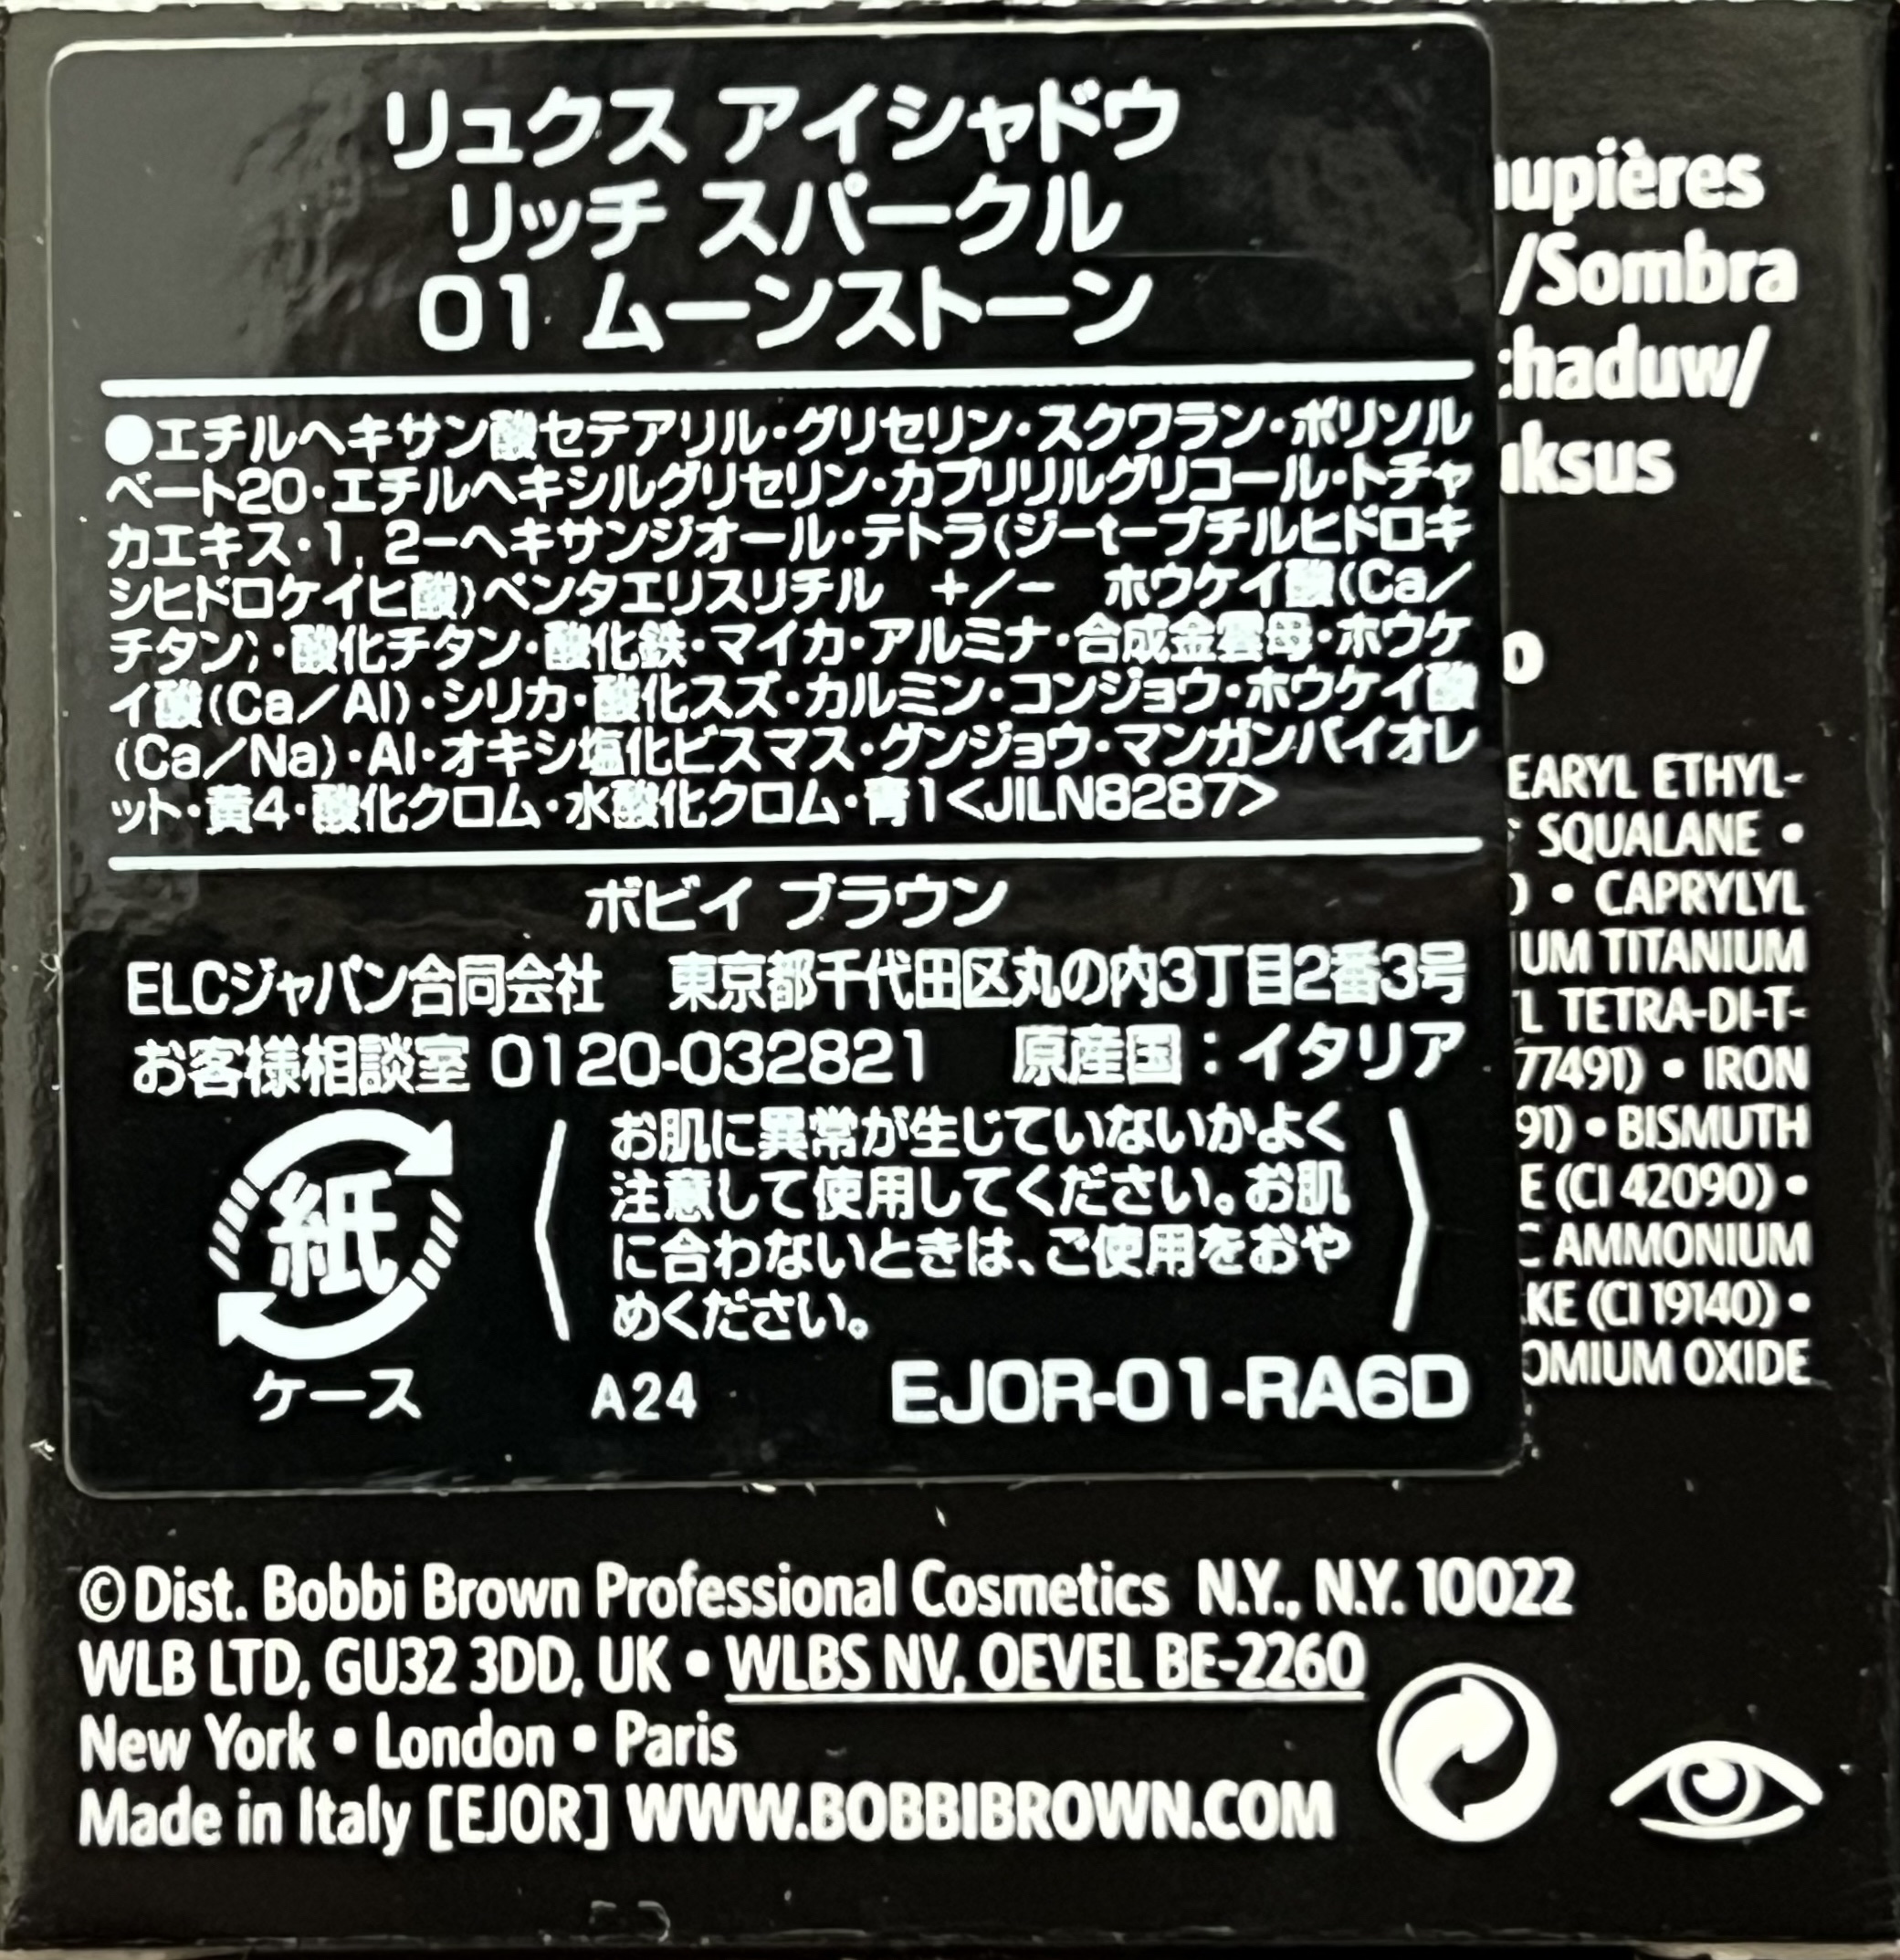 リュクス アイシャドウ
リッチ スパークル
01 ムーンストーン
●エチルヘキサン酸セテアリル・グリセリン・スクワラン・ポリソル
ベート20・エチルヘキシルグリセリン・カプリリルグリコール・トチャ
カエキス・1, 2ーヘキサンジオール・テトラ(ジーtーブチルヒドロキ
シヒドロケイヒ酸)ペンタエリスリチル　+/−　ホウケイ酸(Ca/
チタン)・酸化チタン・酸化鉄・マイカ・アルミナ・合成金雲母・ホウケ
イ酸(Ca/Al)・シリカ・酸化スズ・カルミン・コンジョウ・ホウケイ酸
(Ca/Na)・Al・オキシ塩化ビスマス・グンジョウ・マンガンバイオレ
ット・黄4・酸化クロム・水酸化クロム・青1<JILN8287>
ボビイ ブラウン
ELCジャパン合同会社　東京都千代田区丸の内3丁目2番3号
お客様相談室 0120-032821　原産国：イタリア
お肌に異常が生じていないかよく
注意して使用してください。お肌
に合わないときは、ご使用をおや
めください。
紙
ケース
A24
EJ0R-01-RA6D
upières
/Sombra
haduw/
ksus
o
EARYL ETHYL-
SQUALANE •
) • CAPRYLYL
UM TITANIUM
L TETRA-DI-T-
77491) • IRON
91) • BISMUTH
E (CI 42090) •
C AMMONIUM
KE (CI 19140) •
OMIUM OXIDE
© Dist. Bobbi Brown Professional Cosmetics N.Y., N.Y. 10022
WLB LTD, GU32 3DD, UK • WLBS NV, OEVEL BE-2260
New York • London • Paris
Made in Italy [EJ0R] WWW.BOBBIBROWN.COM